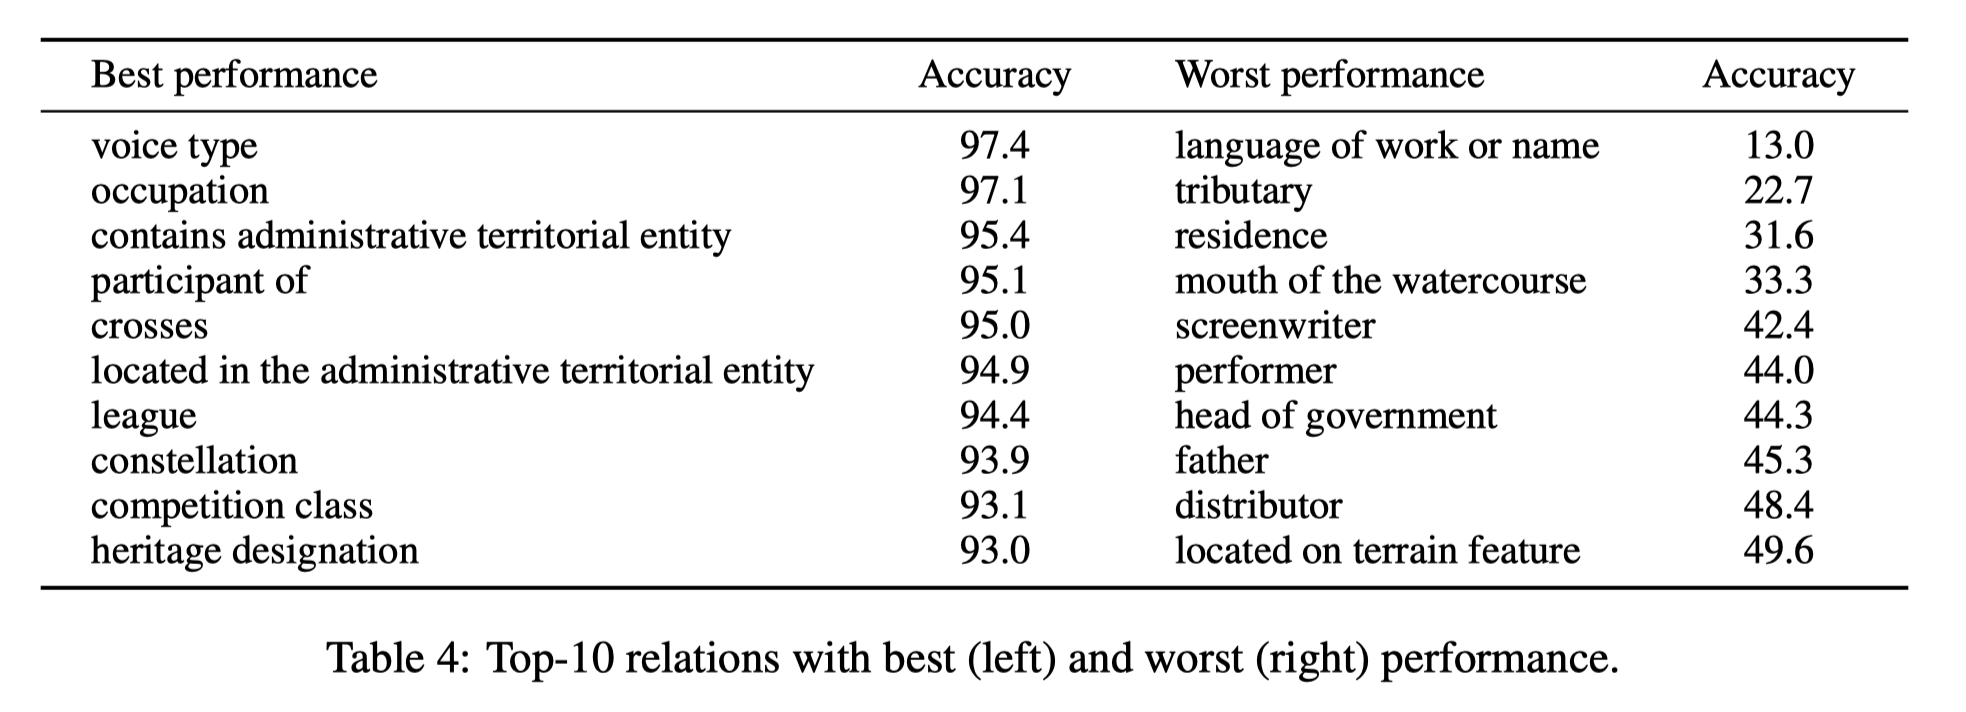 Best performance Accuracy Worst performance Accuracy
voice type 97.4 language of work or name 13.0
occupation 97.1 tributary 22.7
contains administrative territorial entity 95.4 residence 31.6
participant of 95.1 mouth of the watercourse 33.3
crosses 95.0 screenwriter 42.4
located in the administrative territorial entity 94.9 performer 44.0
league 94.4 head of government 44.3
constellation 93.9 father 45.3
competition class 93.1 distributor 48.4
heritage designation 93.0 located on terrain feature 49.6
Table 4: Top-10 relations with best (left) and worst (right) performance.